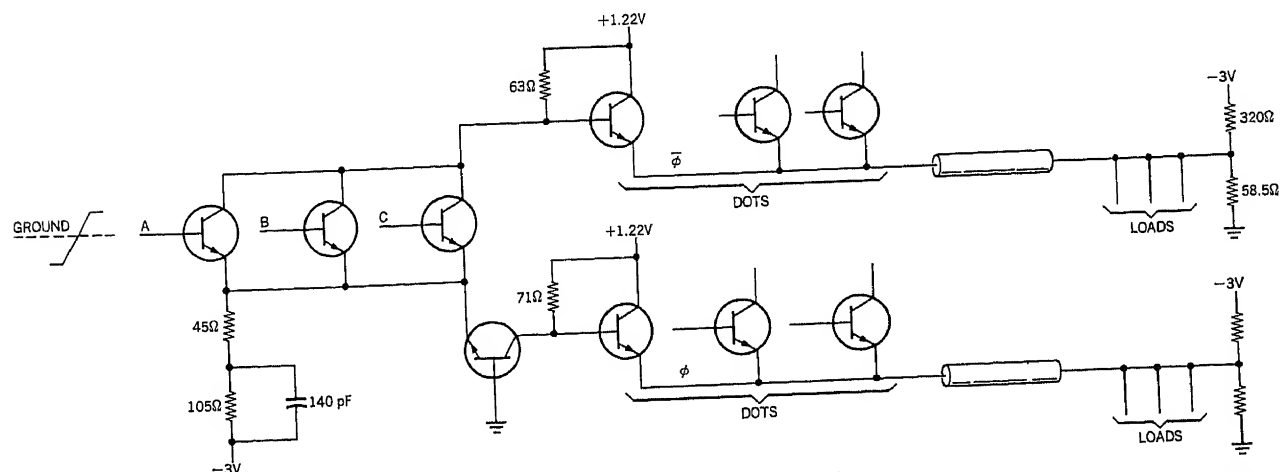 +1.22V
63Ω
−3V
320Ω
58.5Ω
ϕ̅
DOTS
LOADS
GROUND
A
B
C
+1.22V
71Ω
−3V
45Ω
105Ω
140 pF
−3V
ϕ
DOTS
LOADS